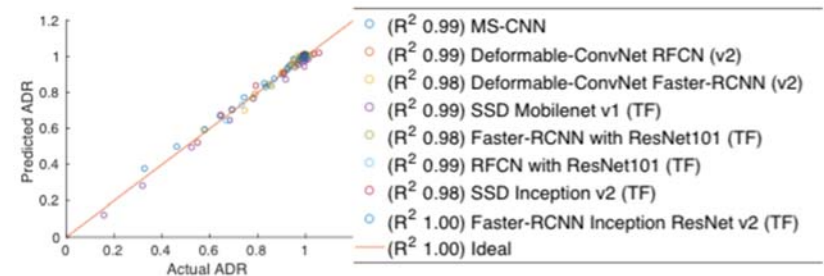 1.2
1
0.8
0.6
0.4
0.2
0
0 0.2 0.4 0.6 0.8 1
Predicted ADR
Actual ADR
(R² 0.99) MS-CNN
(R² 0.99) Deformable-ConvNet RFCN (v2)
(R² 0.98) Deformable-ConvNet Faster-RCNN (v2)
(R² 0.99) SSD Mobilenet v1 (TF)
(R² 0.98) Faster-RCNN with ResNet101 (TF)
(R² 0.99) RFCN with ResNet101 (TF)
(R² 0.98) SSD Inception v2 (TF)
(R² 1.00) Faster-RCNN Inception ResNet v2 (TF)
(R² 1.00) Ideal